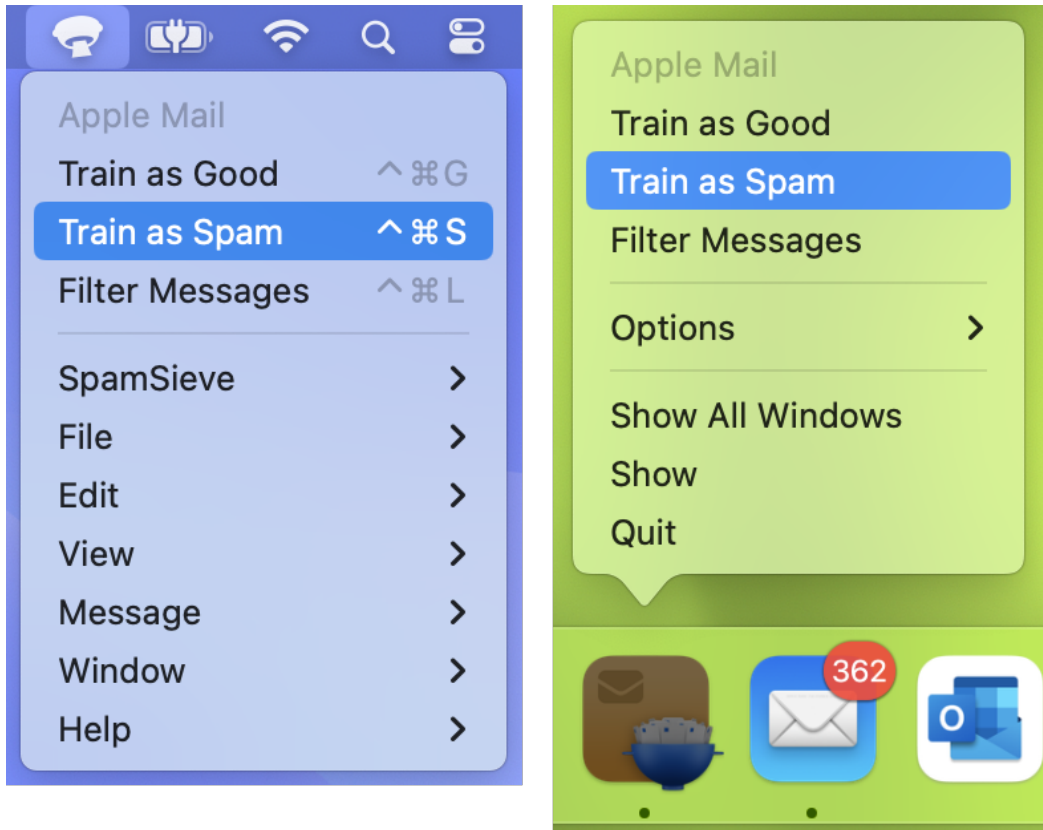 Apple Mail
Train as Good ^⌘G
Train as Spam ^⌘S
Filter Messages ^⌘L
SpamSieve
File
Edit
View
Message
Window
Help
Apple Mail
Train as Good
Train as Spam
Filter Messages
Options
Show All Windows
Show
Quit
362
O